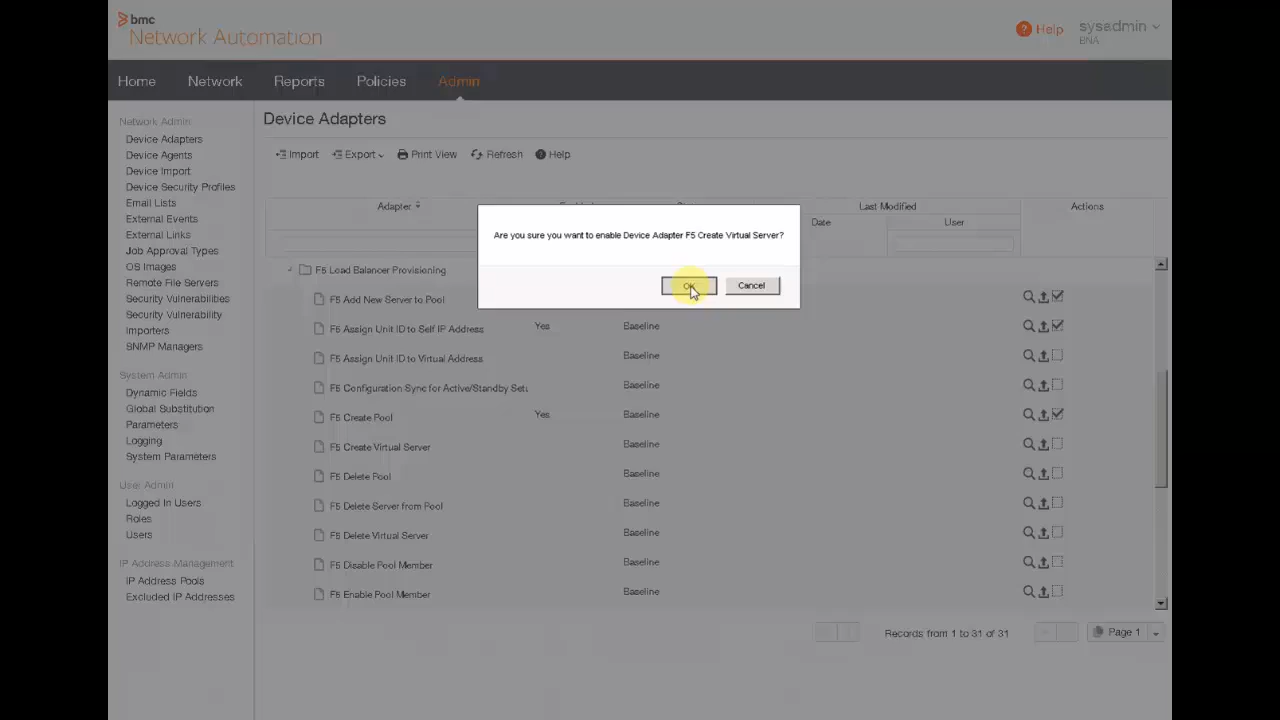 bmc
Network Automation
Help
sysadmin
BNA
Home Network Reports Policies Admin
Network Admin
Device Adapters
Device Agents
Device Import
Device Security Profiles
Email Lists
External Events
External Links
Job Approval Types
OS Images
Remote File Servers
Security Vulnerabilities
Security Vulnerability
Importers
SNMP Managers
System Admin
Dynamic Fields
Global Substitution
Parameters
Logging
System Parameters
User Admin
Logged In Users
Roles
Users
IP Address Management
IP Address Pools
Excluded IP Addresses
Device Adapters
Import Export Print View Refresh Help
Adapter Last Modified Actions
Date User
Are you sure you want to enable Device Adapter F5 Create Virtual Server?
OK Cancel
F5 Load Balancer Provisioning
F5 Add New Server to Pool
F5 Assign Unit ID to Self IP Address Yes Baseline
F5 Assign Unit ID to Virtual Address Baseline
F5 Configuration Sync for Active/Standby Setu Baseline
F5 Create Pool Yes Baseline
F5 Create Virtual Server Baseline
F5 Delete Pool Baseline
F5 Delete Server from Pool Baseline
F5 Delete Virtual Server Baseline
F5 Disable Pool Member Baseline
F5 Enable Pool Member Baseline
Records from 1 to 31 of 31
Page 1